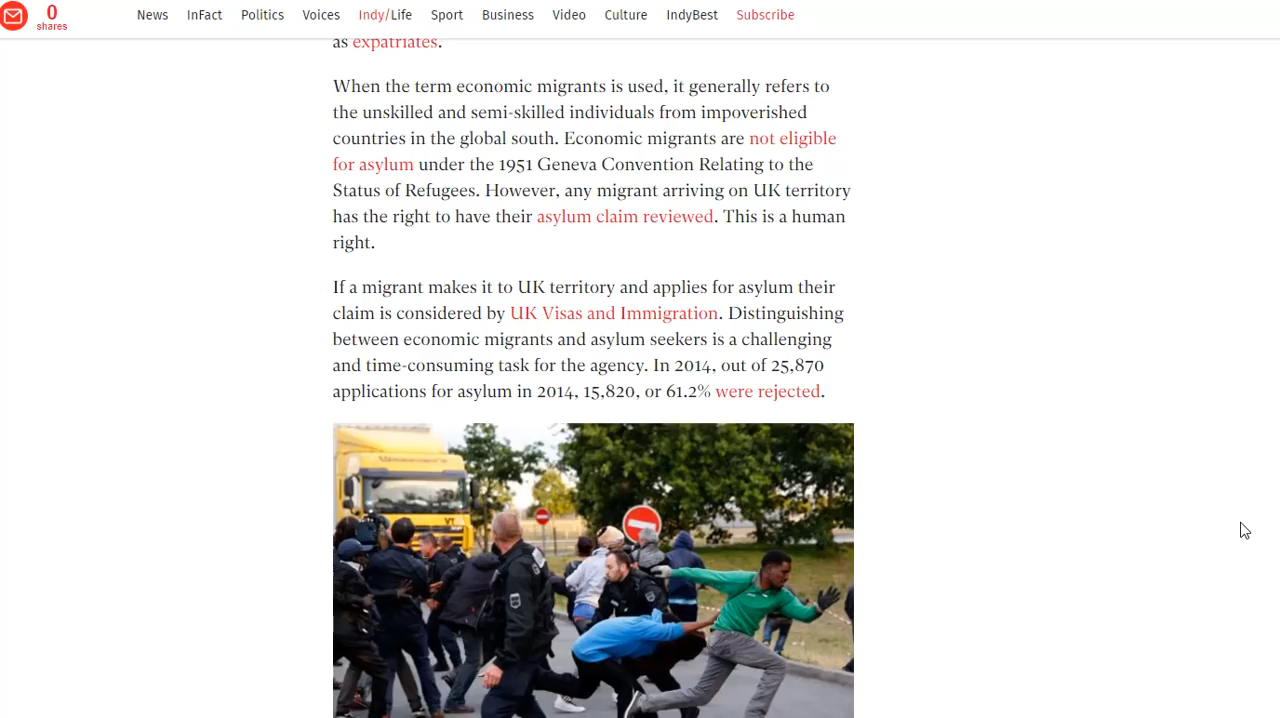 0
shares
News InFact Politics Voices Indy/Life Sport Business Video Culture IndyBest Subscribe
as expatriates.
When the term economic migrants is used, it generally refers to
the unskilled and semi-skilled individuals from impoverished
countries in the global south. Economic migrants are not eligible
for asylum under the 1951 Geneva Convention Relating to the
Status of Refugees. However, any migrant arriving on UK territory
has the right to have their asylum claim reviewed. This is a human
right.
If a migrant makes it to UK territory and applies for asylum their
claim is considered by UK Visas and Immigration. Distinguishing
between economic migrants and asylum seekers is a challenging
and time-consuming task for the agency. In 2014, out of 25,870
applications for asylum in 2014, 15,820, or 61.2% were rejected.